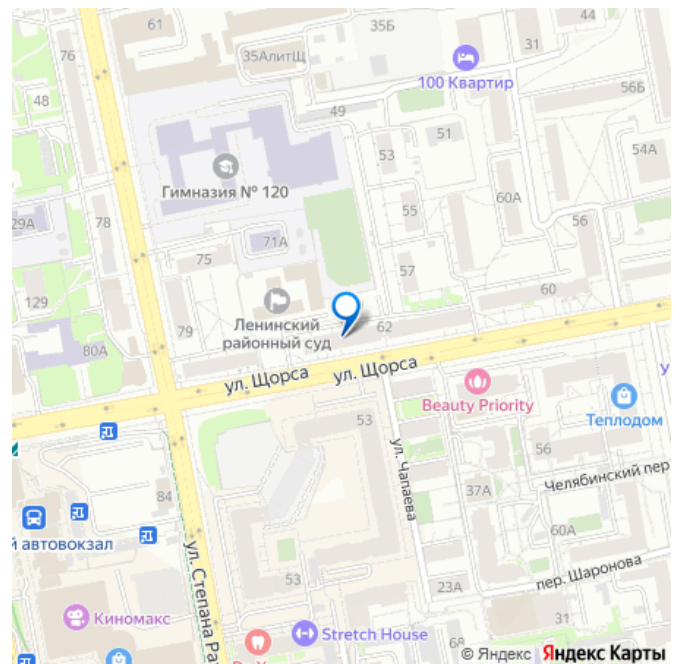 61
35Б
31
76
35АлитЩ
100 Квартир
56Б
48
49
51
53
54А
Гимназия № 120
60А
55
29А
78
71А
56
75
57
129
60
Ленинский
районный суд
62
79
80А
ул. Щорса
ул. Щорса
Beauty Priority
Теплодом
У
53
ул. Чапаева
56
Челябинский пер
84
37А
й автовокзал
60А
ул. Степана Ра
53
23А
пер. Шаронова
Киномакс
31
Stretch House
68
© Яндекс Яндекс Карты